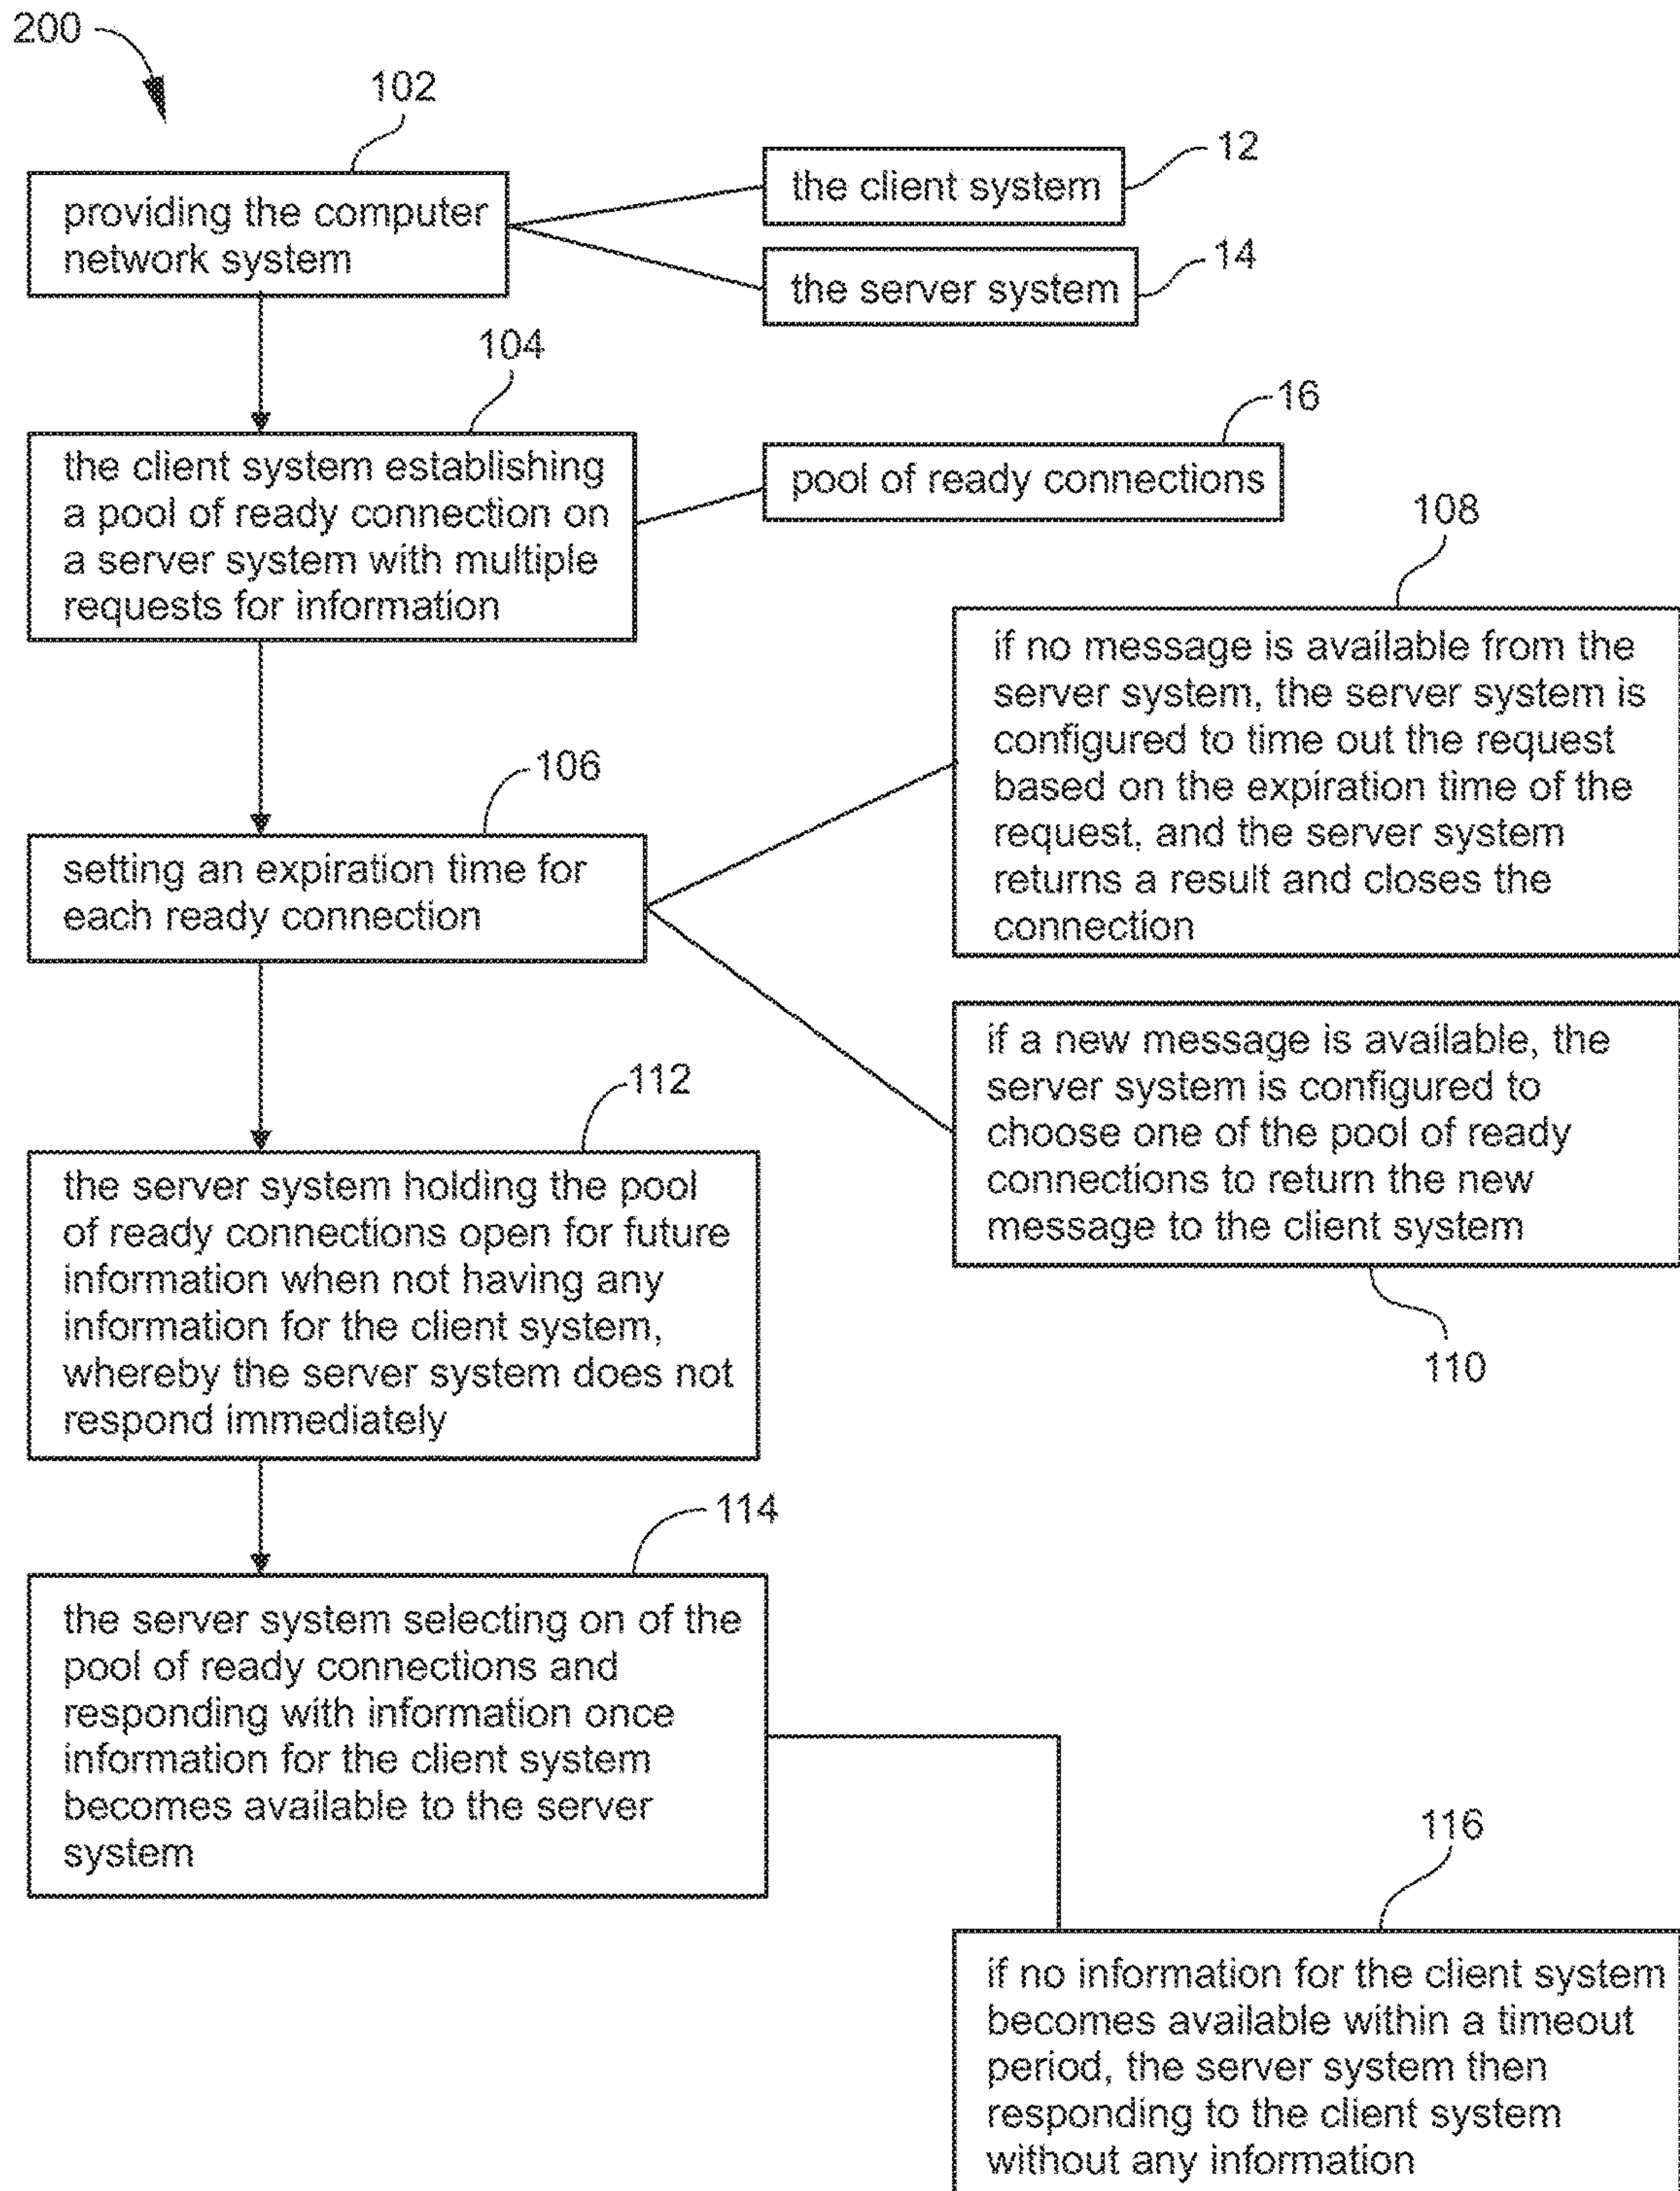 200
102
providing the computer
network system
the client system
12
the server system
14
104
the client system establishing
a pool of ready connection on
a server system with multiple
requests for information
pool of ready connections
16
106
setting an expiration time for
each ready connection
108
if no message is available from the
server system, the server system is
configured to time out the request
based on the expiration time of the
request, and the server system
returns a result and closes the
connection
if a new message is available, the
server system is configured to
choose one of the pool of ready
connections to return the new
message to the client system
110
112
the server system holding the pool
of ready connections open for future
information when not having any
information for the client system,
whereby the server system does not
respond immediately
114
the server system selecting on of the
pool of ready connections and
responding with information once
information for the client system
becomes available to the server
system
116
if no information for the client system
becomes available within a timeout
period, the server system then
responding to the client system
without any information